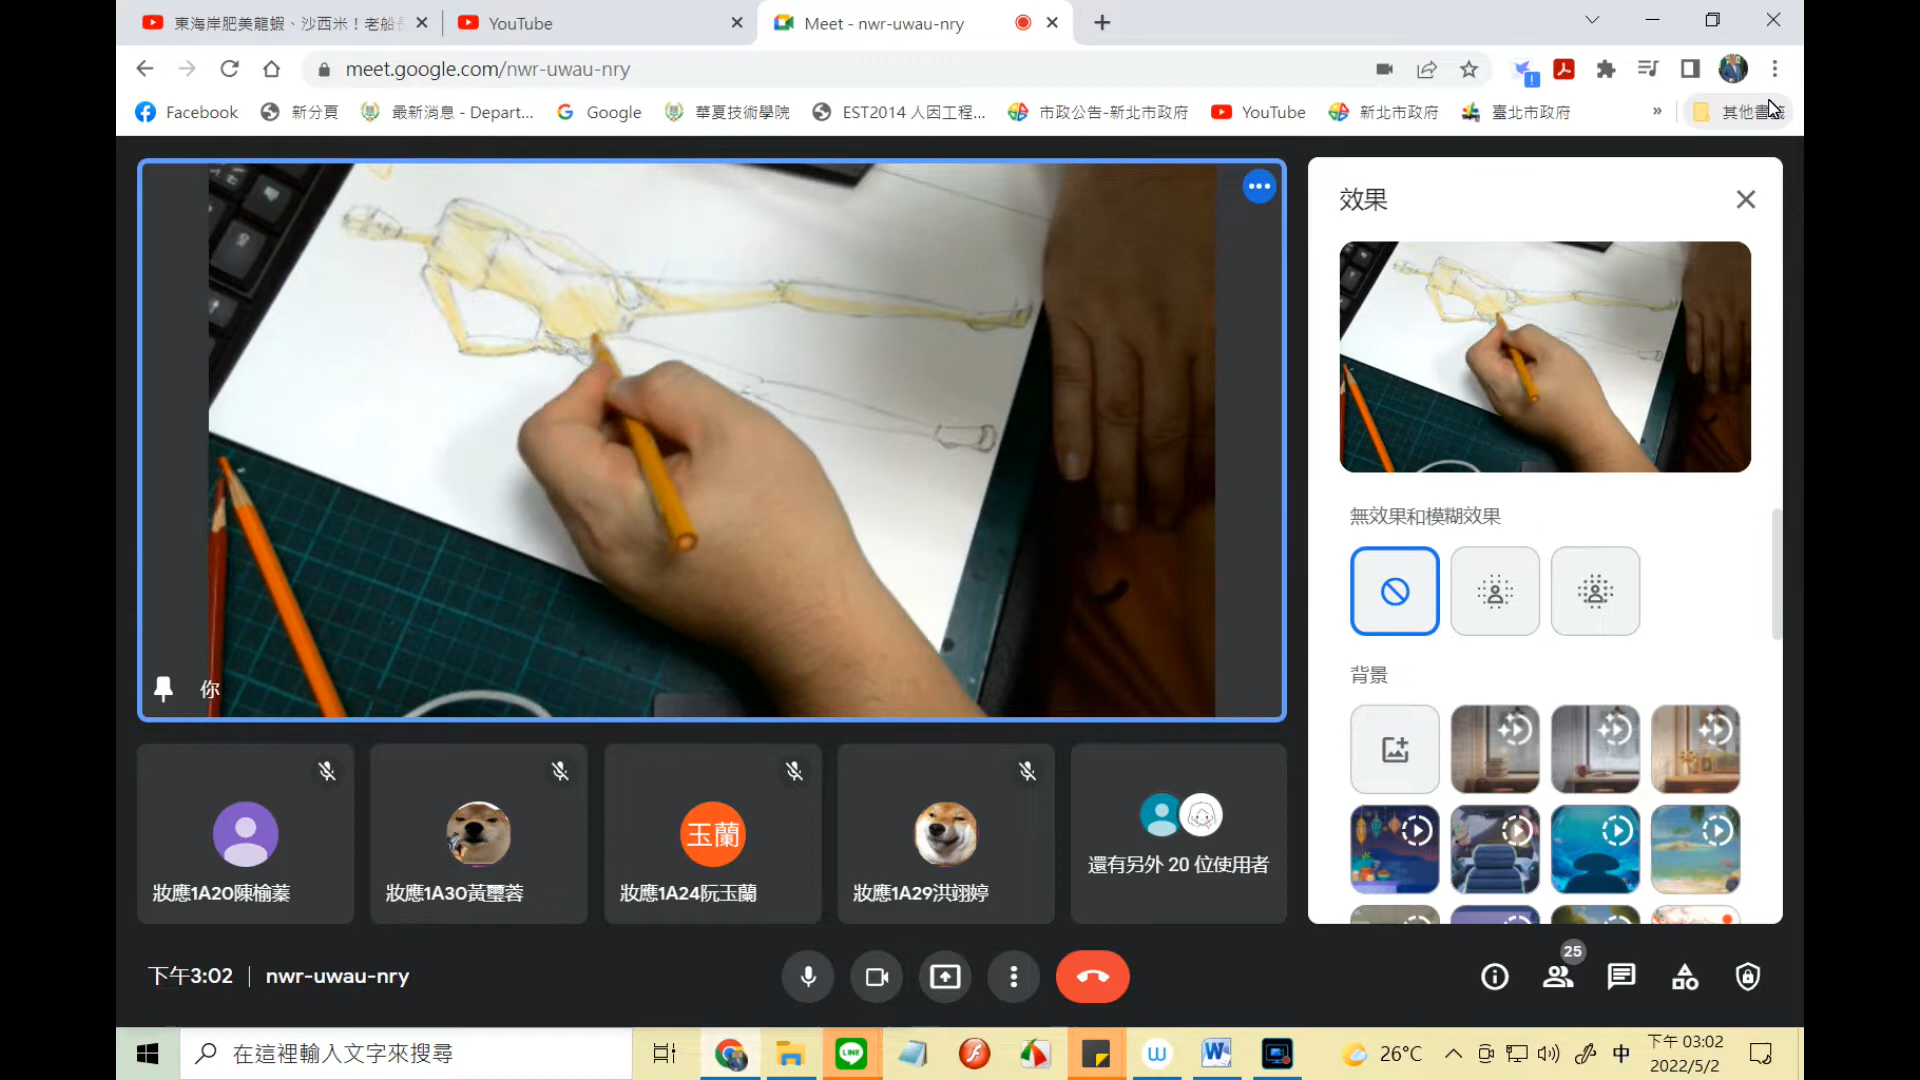 東海岸肥美龍蝦、沙西米！老船長
YouTube
Meet - nwr-uwau-nry
meet.google.com/nwr-uwau-nry
Facebook
新分頁
最新消息 - Depart...
Google
華夏技術學院
EST2014 人因工程...
市政公告-新北市政府
YouTube
新北市政府
臺北市政府
»
其他書籤
效果
無效果和模糊效果
背景
你
玉蘭
妝應1A20陳榆蓁
妝應1A30黃璽蓉
妝應1A24阮玉蘭
妝應1A29洪翊婷
還有另外 20 位使用者
下午3:02
nwr-uwau-nry
25
在這裡輸入文字來搜尋
26°C
中
下午 03:02
2022/5/2